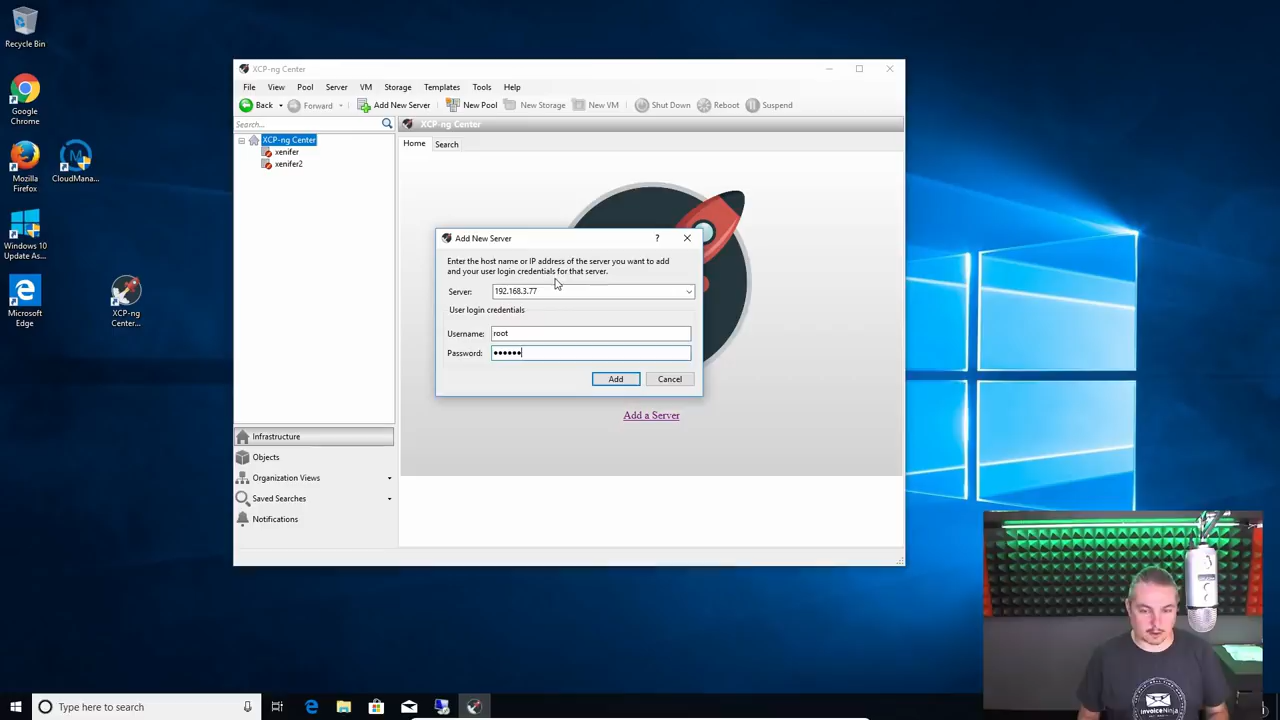 Recycle Bin
Google
Chrome
Mozilla
Firefox
CloudMana...
Windows 10
Update As...
Microsoft
Edge
XCP-ng
Center...
XCP-ng Center
File View Pool Server VM Storage Templates Tools Help
Back Forward Add New Server New Pool New Storage New VM Shut Down Reboot Suspend
Search...
XCP-ng Center
XCP-ng Center
xenifer
xenifer2
Home Search
Add New Server
?
Enter the host name or IP address of the server you want to add
and your user login credentials for that server.
Server: 192.168.3.77
User login credentials
Username: root
Password: ••••••
Add Cancel
Add a Server
Infrastructure
Objects
Organization Views
Saved Searches
Notifications
invoiceNinja
Type here to search